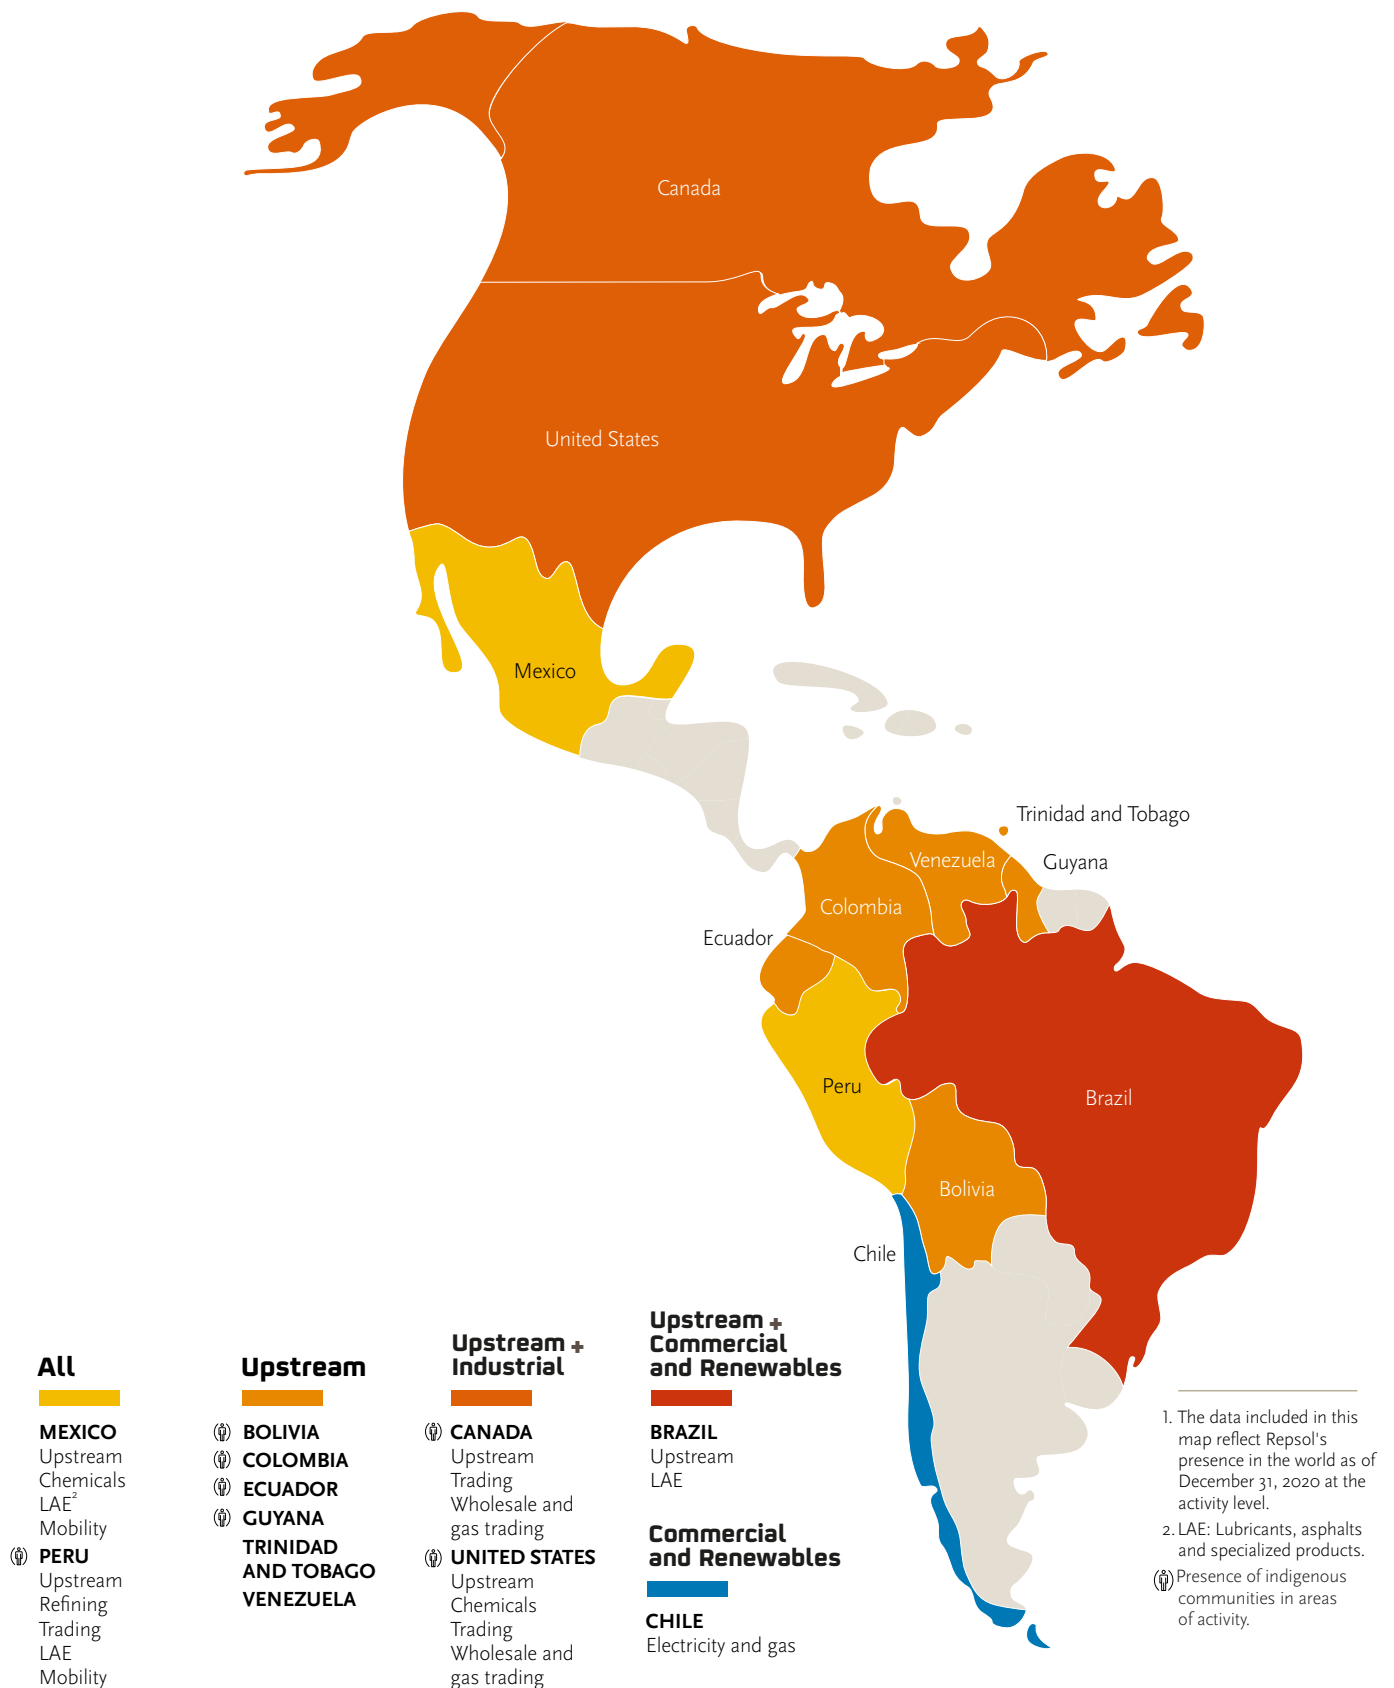 Canada
United States
Mexico
Trinidad and Tobago
Venezuela
Guyana
Colombia
Ecuador
Peru
Brazil
Bolivia
Chile
All
MEXICO
Upstream
Chemicals
LAE²
Mobility
PERU
Upstream
Refining
Trading
LAE
Mobility
Upstream
BOLIVIA
COLOMBIA
ECUADOR
GUYANA
TRINIDAD
AND TOBAGO
VENEZUELA
Upstream +
Industrial
CANADA
Upstream
Trading
Wholesale and
gas trading
UNITED STATES
Upstream
Chemicals
Trading
Wholesale and
gas trading
Upstream +
Commercial
and Renewables
BRAZIL
Upstream
LAE
Commercial
and Renewables
CHILE
Electricity and gas
1. The data included in this
map reflect Repsol's
presence in the world as of
December 31, 2020 at the
activity level.
2. LAE: Lubricants, asphalts
and specialized products.
Presence of indigenous
communities in areas
of activity.